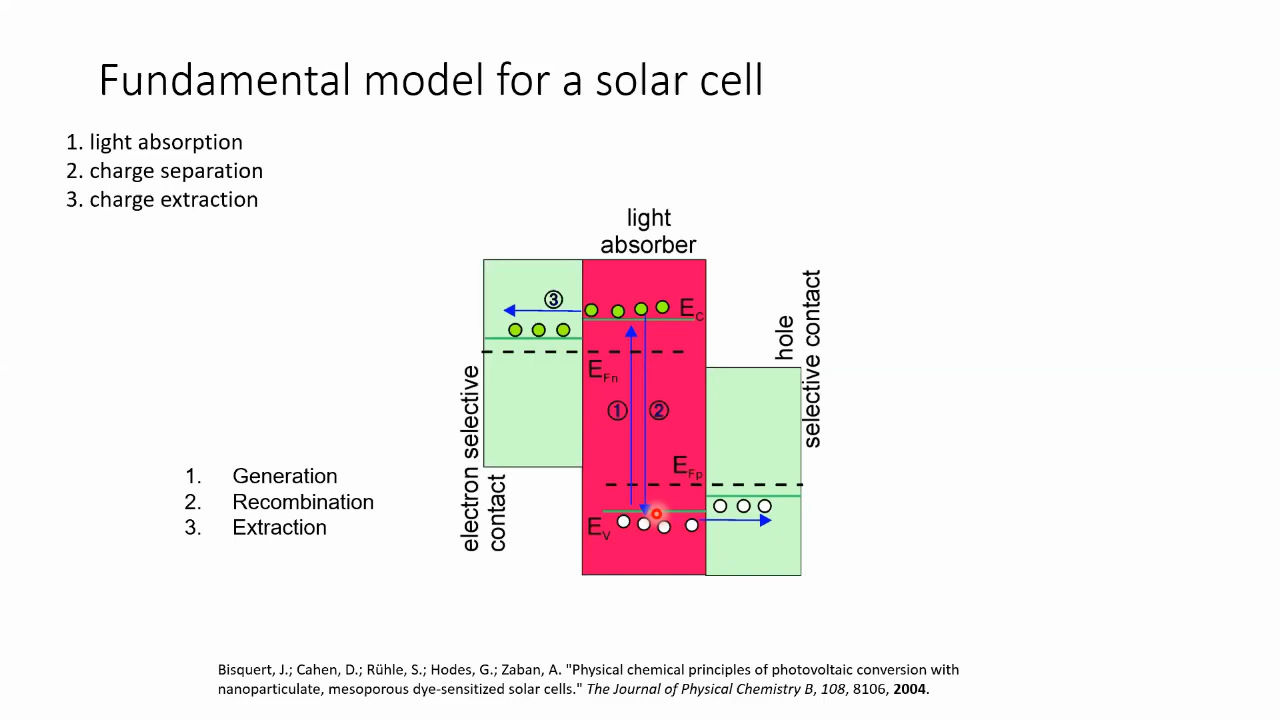 Fundamental model for a solar cell
1. light absorption
2. charge separation
3. charge extraction
light
absorber
③
E_C
E_Fn
① ②
E_Fp
E_V
electron selective
contact
hole
selective contact
1. Generation
2. Recombination
3. Extraction
Bisquert, J.; Cahen, D.; Rühle, S.; Hodes, G.; Zaban, A. "Physical chemical principles of photovoltaic conversion with
nanoparticulate, mesoporous dye-sensitized solar cells." The Journal of Physical Chemistry B, 108, 8106, 2004.